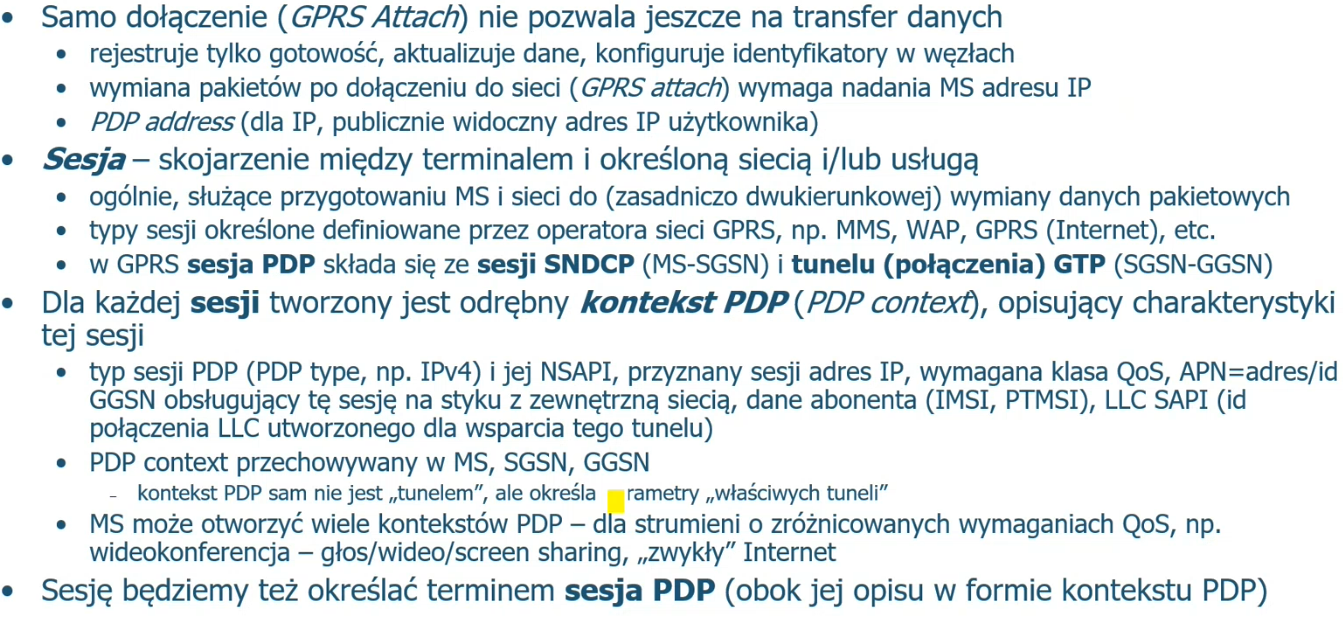 • Samo dołączenie (GPRS Attach) nie pozwala jeszcze na transfer danych
• rejestruje tylko gotowość, aktualizuje dane, konfiguruje identyfikatory w węzłach
• wymiana pakietów po dołączeniu do sieci (GPRS attach) wymaga nadania MS adresu IP
• PDP address (dla IP, publicznie widoczny adres IP użytkownika)
• Sesja – skojarzenie między terminalem i określoną siecią i/lub usługą
• ogólnie, służące przygotowaniu MS i sieci do (zasadniczo dwukierunkowej) wymiany danych pakietowych
• typy sesji określone definiowane przez operatora sieci GPRS, np. MMS, WAP, GPRS (Internet), etc.
• w GPRS sesja PDP składa się ze sesji SNDCP (MS-SGSN) i tunelu (połączenia) GTP (SGSN-GGSN)
• Dla każdej sesji tworzony jest odrębny kontekst PDP (PDP context), opisujący charakterystyki
tej sesji
• typ sesji PDP (PDP type, np. IPv4) i jej NSAPI, przyznany sesji adres IP, wymagana klasa QoS, APN=adres/id
GGSN obsługujący tę sesję na styku z zewnętrzną siecią, dane abonenta (IMSI, PTMSI), LLC SAPI (id
połączenia LLC utworzonego dla wsparcia tego tunelu)
• PDP context przechowywany w MS, SGSN, GGSN
– kontekst PDP sam nie jest „tunelem”, ale określa rametry „właściwych tuneli”
• MS może otworzyć wiele kontekstów PDP – dla strumieni o zróżnicowanych wymaganiach QoS, np.
wideokonferencja – głos/wideo/screen sharing, „zwykły” Internet
• Sesję będziemy też określać terminem sesja PDP (obok jej opisu w formie kontekstu PDP)